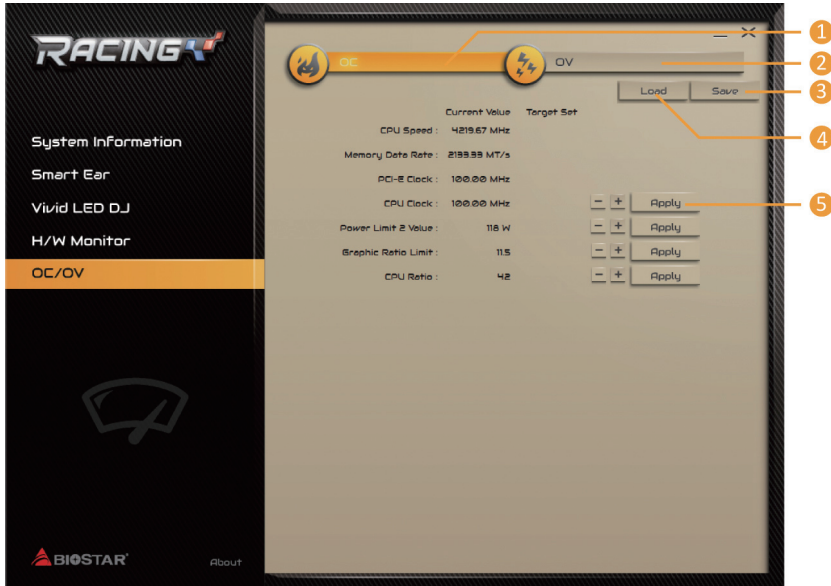 RACING
OC
OV
1
2
Load
Save
3
4
Current Value Target Set
CPU Speed : 4219.67 MHz
Memory Data Rate : 2133.33 MT/s
PCI-E Clock : 100.00 MHz
CPU Clock : 100.00 MHz - + Apply
5
Power Limit 2 Value : 118 W - + Apply
Graphic Ratio Limit : 11.5 - + Apply
CPU Ratio : 42 - + Apply
System Information
Smart Ear
Vivid LED DJ
H/W Monitor
OC/OV
BIOSTAR
About